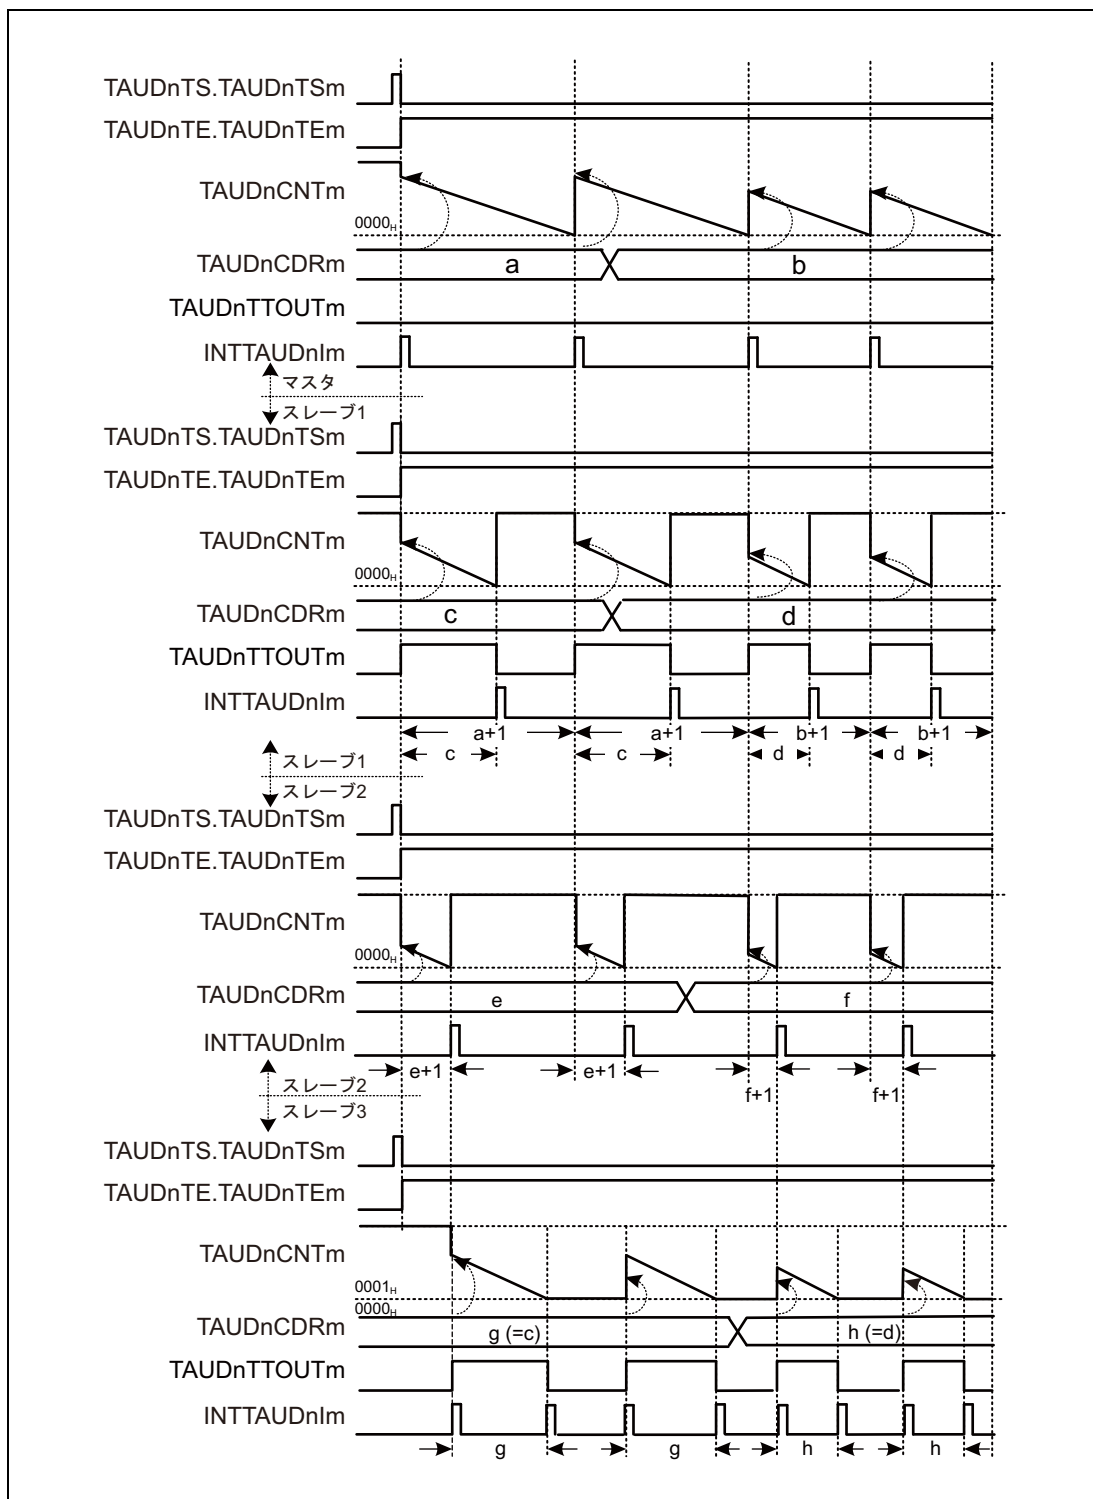 TAUDnTS.TAUDnTSm
TAUDnTE.TAUDnTEm
TAUDnCNTm
0000H
TAUDnCDRm
a
b
TAUDnTTOUTm
INTTAUDnIm
マスタ
スレーブ1
TAUDnTS.TAUDnTSm
TAUDnTE.TAUDnTEm
TAUDnCNTm
0000H
TAUDnCDRm
c
d
TAUDnTTOUTm
INTTAUDnIm
a+1 a+1 b+1 b+1
c c d d
スレーブ1
スレーブ2
TAUDnTS.TAUDnTSm
TAUDnTE.TAUDnTEm
TAUDnCNTm
0000H
TAUDnCDRm
e
f
INTTAUDnIm
e+1 e+1 f+1 f+1
スレーブ2
スレーブ3
TAUDnTS.TAUDnTSm
TAUDnTE.TAUDnTEm
TAUDnCNTm
0001H
0000H
TAUDnCDRm
g (=c)
h (=d)
TAUDnTTOUTm
INTTAUDnIm
g g h h